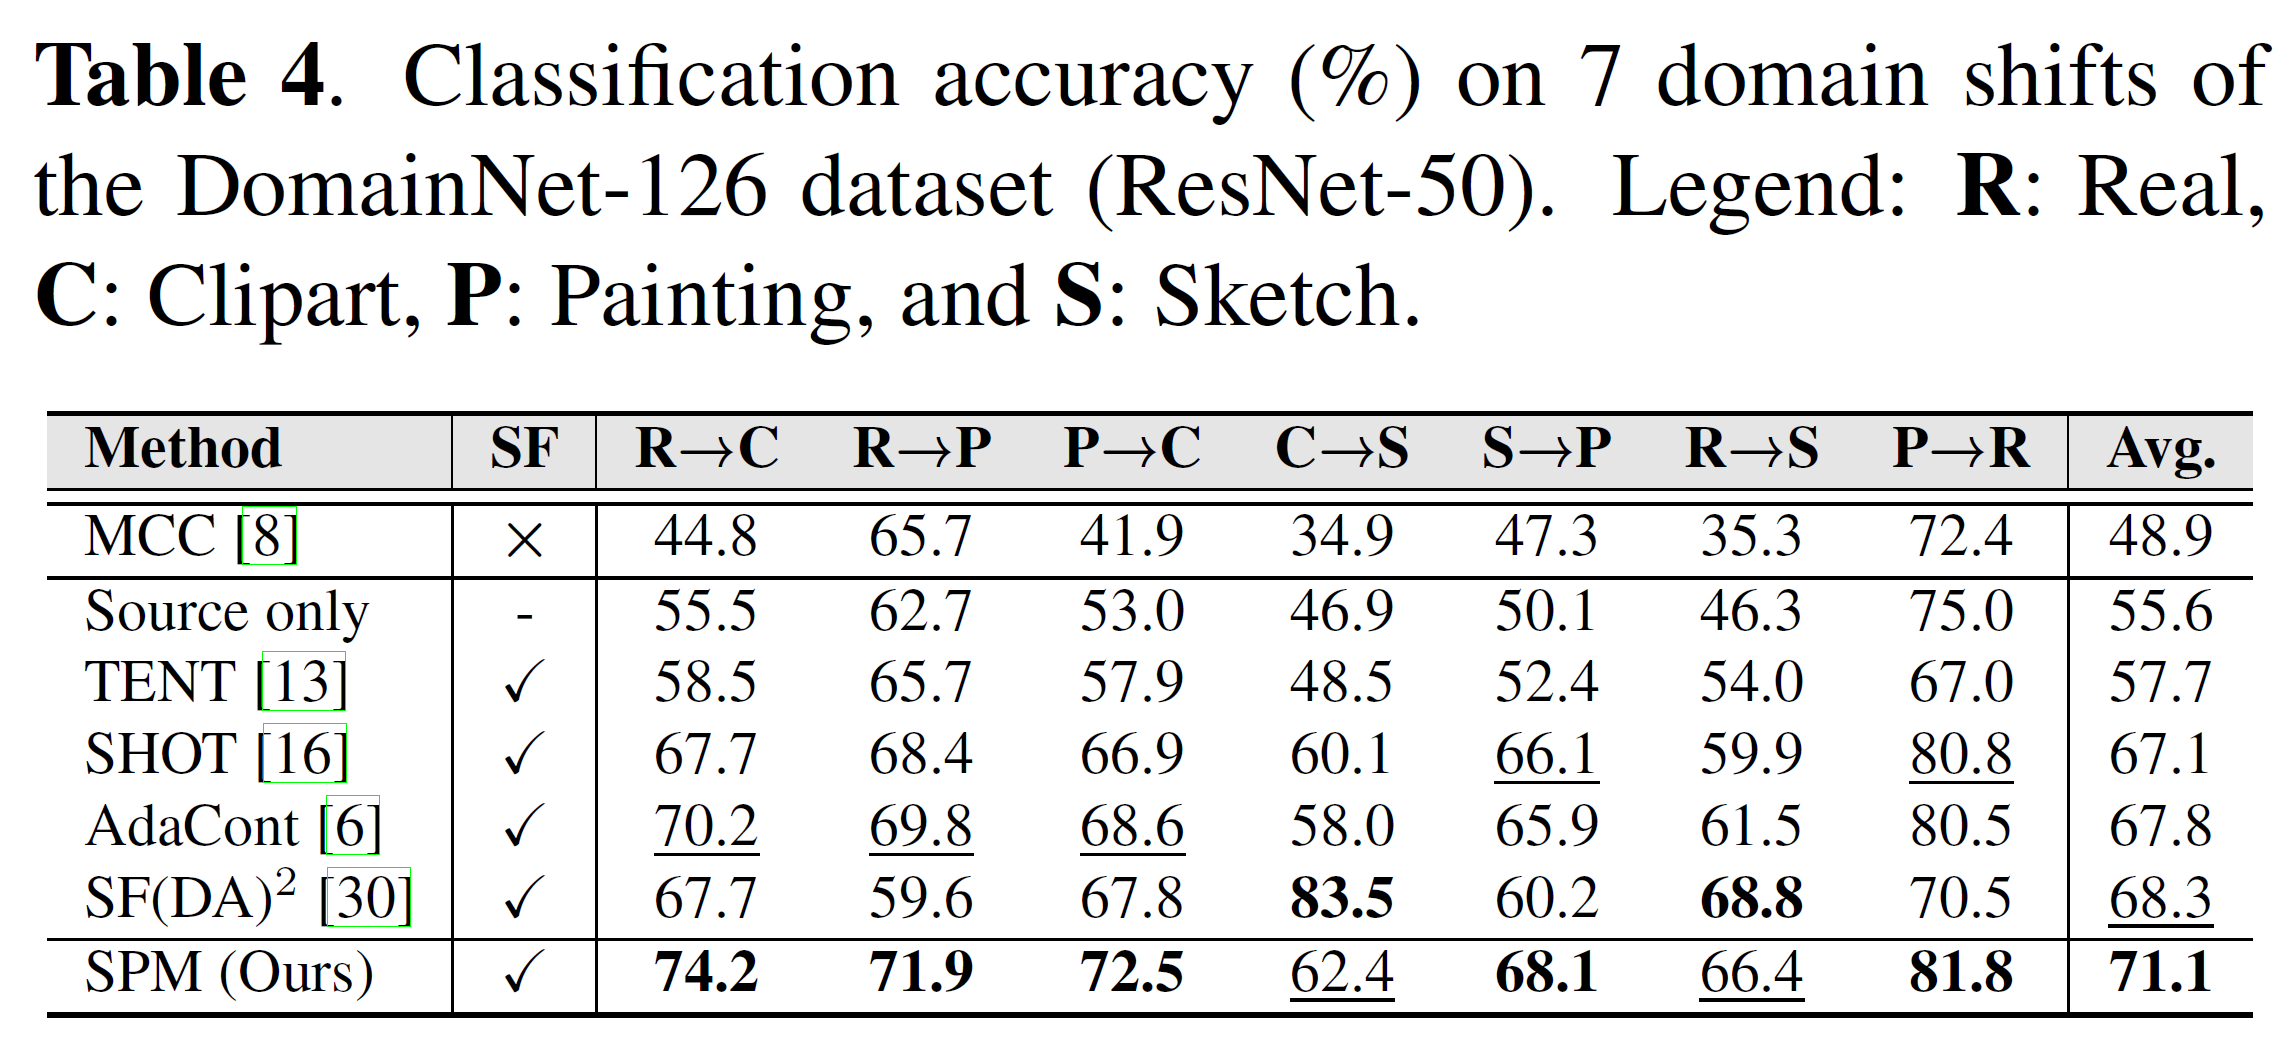 Table 4. Classification accuracy (%) on 7 domain shifts of
the DomainNet-126 dataset (ResNet-50). Legend: R: Real,
C: Clipart, P: Painting, and S: Sketch.
Method SF R→C R→P P→C C→S S→P R→S P→R Avg.
MCC [8] × 44.8 65.7 41.9 34.9 47.3 35.3 72.4 48.9
Source only - 55.5 62.7 53.0 46.9 50.1 46.3 75.0 55.6
TENT [13] ✓ 58.5 65.7 57.9 48.5 52.4 54.0 67.0 57.7
SHOT [16] ✓ 67.7 68.4 66.9 60.1 66.1 59.9 80.8 67.1
AdaCont [6] ✓ 70.2 69.8 68.6 58.0 65.9 61.5 80.5 67.8
SF(DA)² [30] ✓ 67.7 59.6 67.8 83.5 60.2 68.8 70.5 68.3
SPM (Ours) ✓ 74.2 71.9 72.5 62.4 68.1 66.4 81.8 71.1